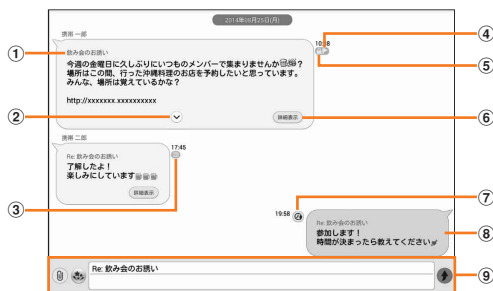 2014年00月25日(月)
携帯 一郎
10:38
④
①
飲み会のお誘い
⑤
今週の金曜日に久しぶりにいつものメンバーで集まりませんか?
場所はこの間、行った沖縄料理のお店を予約したいと思っています。
みんな、場所は覚えているかな?
http://xxxxxxx.xxxxxxxxxx
②
詳細表示
⑥
携帯 二郎
17:45
Re: 飲み会のお誘い
了解したよ!
楽しみにしています
③
詳細表示
⑦
19:58
Re: 飲み会のお誘い
参加します!
時間が決まったら教えてください
⑧
Re: 飲み会のお誘い
⑨